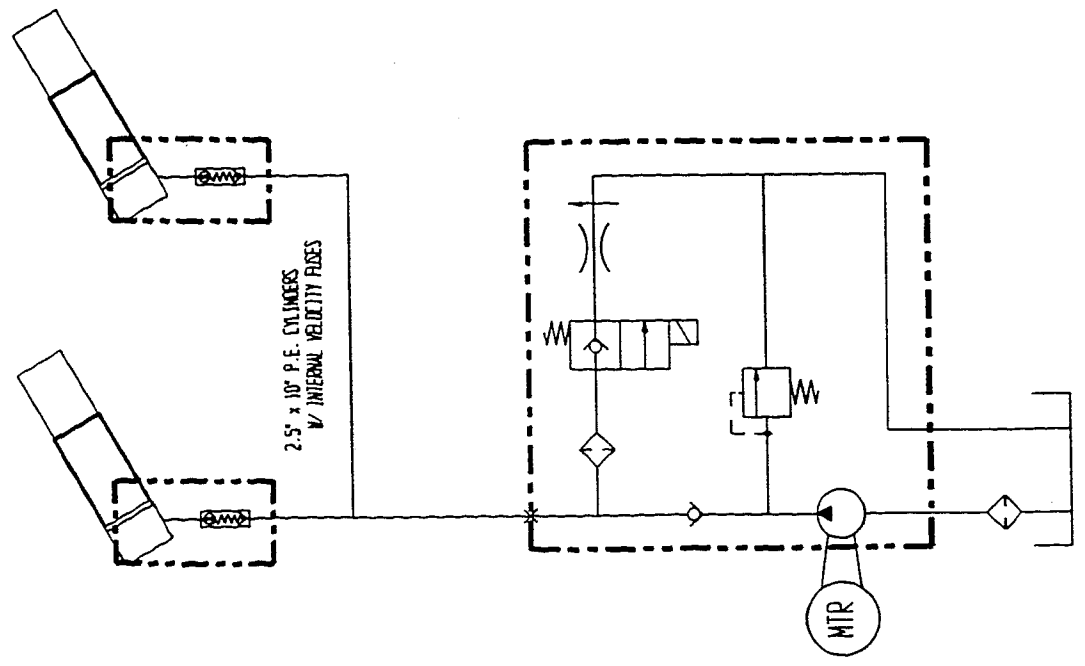 2.5" x 10" P.E. CYLINDERS
W/ INTERNAL VELOCITY FUSES
MTR